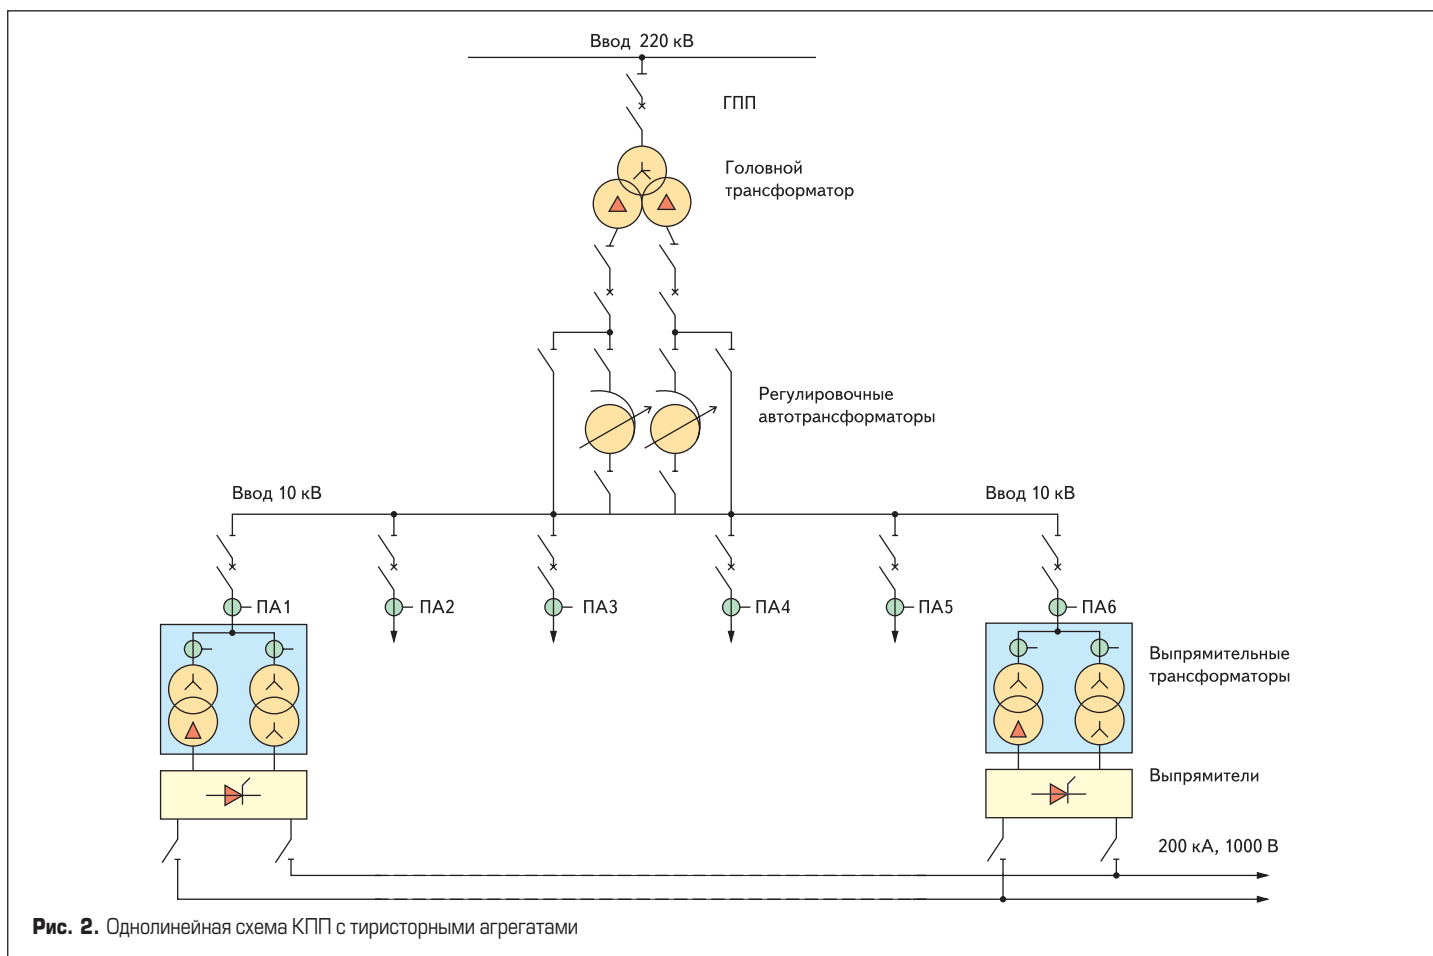 Ввод 220 кВ
ГПП
Головной
трансформатор
Регулировочные
автотрансформаторы
Ввод 10 кВ
Ввод 10 кВ
ПА1
ПА2
ПА3
ПА4
ПА5
ПА6
Выпрямительные
трансформаторы
Выпрямители
200 кА, 1000 В
Рис. 2. Однолинейная схема КПП с тиристорными агрегатами